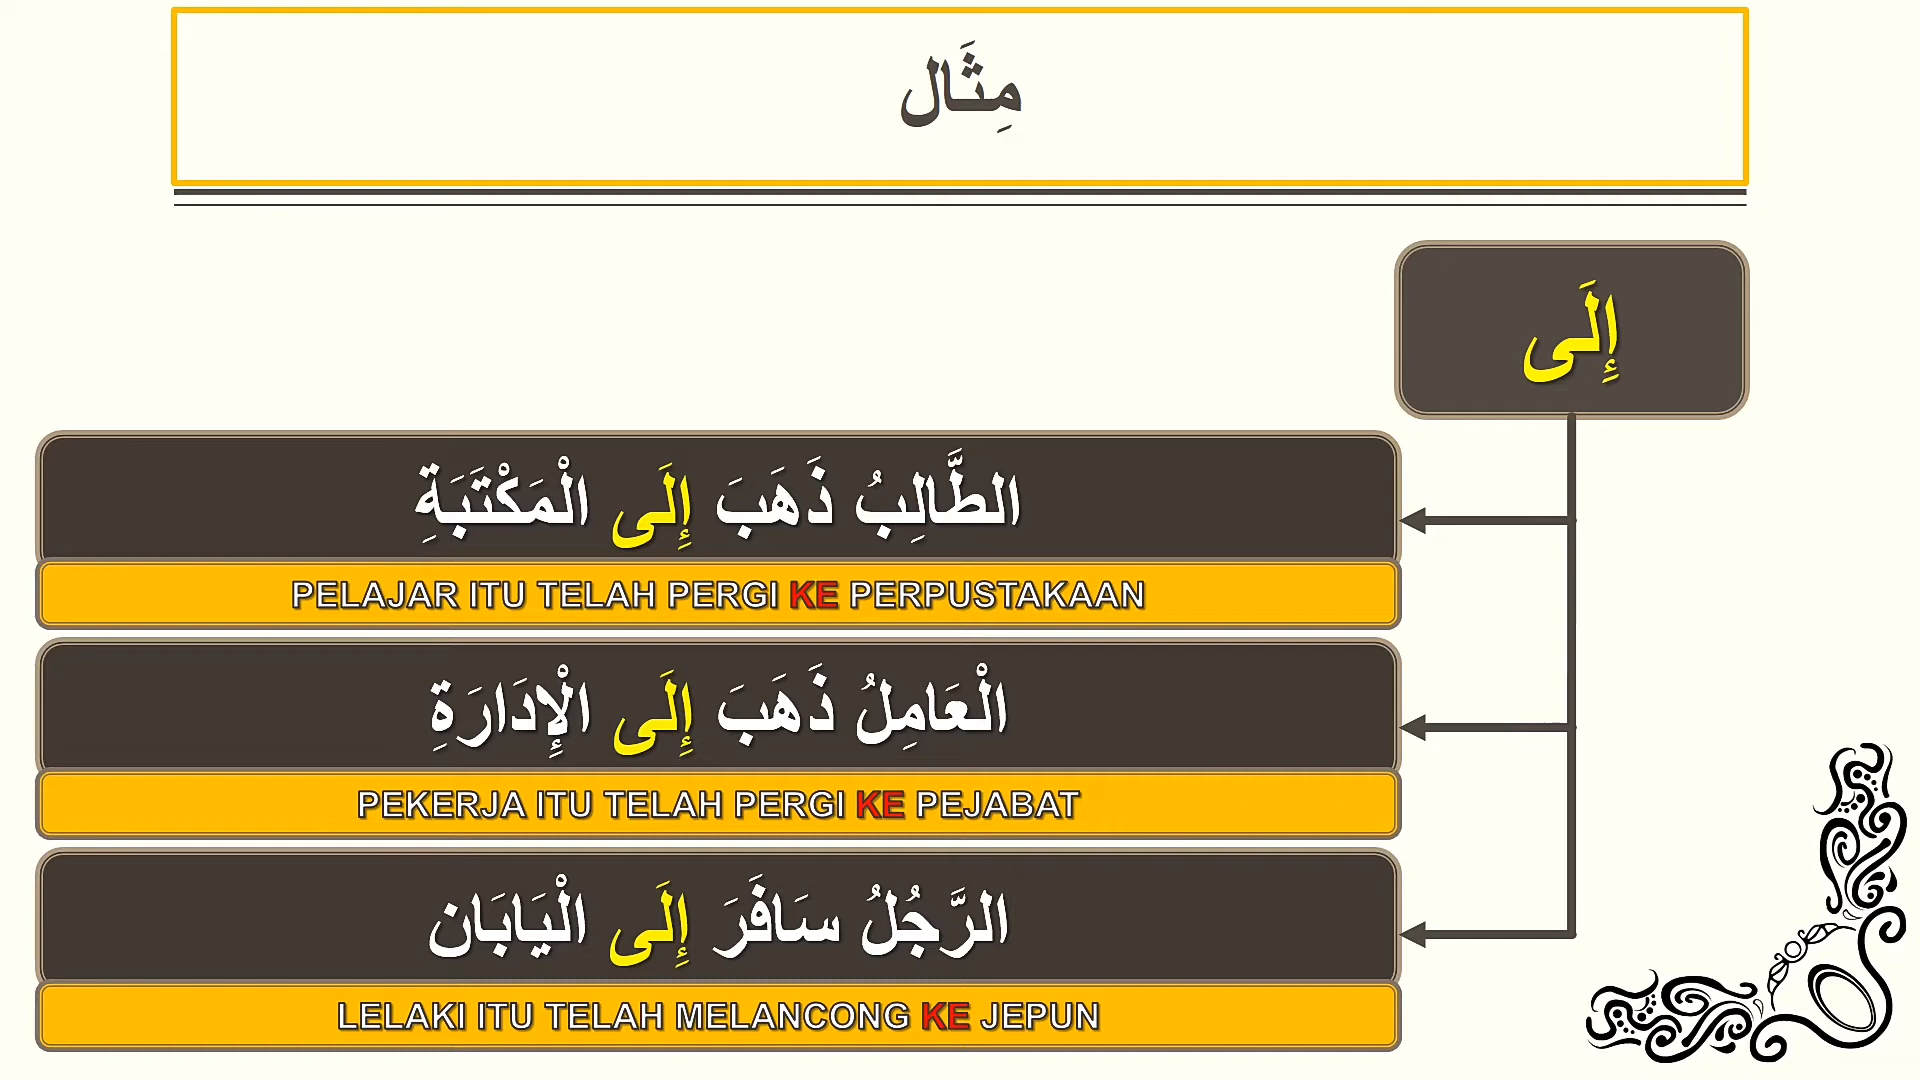 مِثَال
إِلَى
الطَّالِبُ ذَهَبَ إِلَى الْمَكْتَبَةِ
PELAJAR ITU TELAH PERGI KE PERPUSTAKAAN
الْعَامِلُ ذَهَبَ إِلَى الْإِدَارَةِ
PEKERJA ITU TELAH PERGI KE PEJABAT
الرَّجُلُ سَافَرَ إِلَى الْيَابَان
LELAKI ITU TELAH MELANCONG KE JEPUN